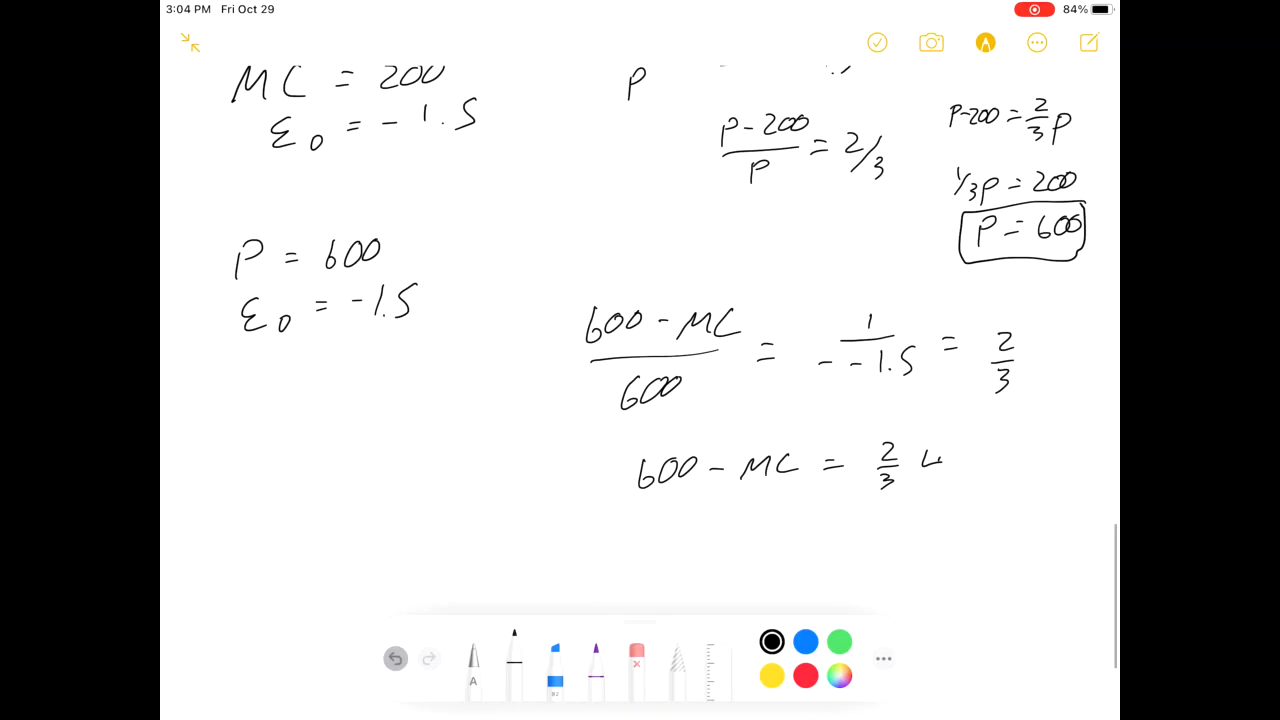 3:04 PM Fri Oct 29
84%
MC = 200
ε₀ = -1.5
P
P - 200 / P = 2/3
P-200 = 2/3 P
1/3 P = 200
P = 600
P = 600
ε₀ = -1.5
600 - MC / 600 = 1 / - -1.5 = 2/3
600 - MC = 2/3
A